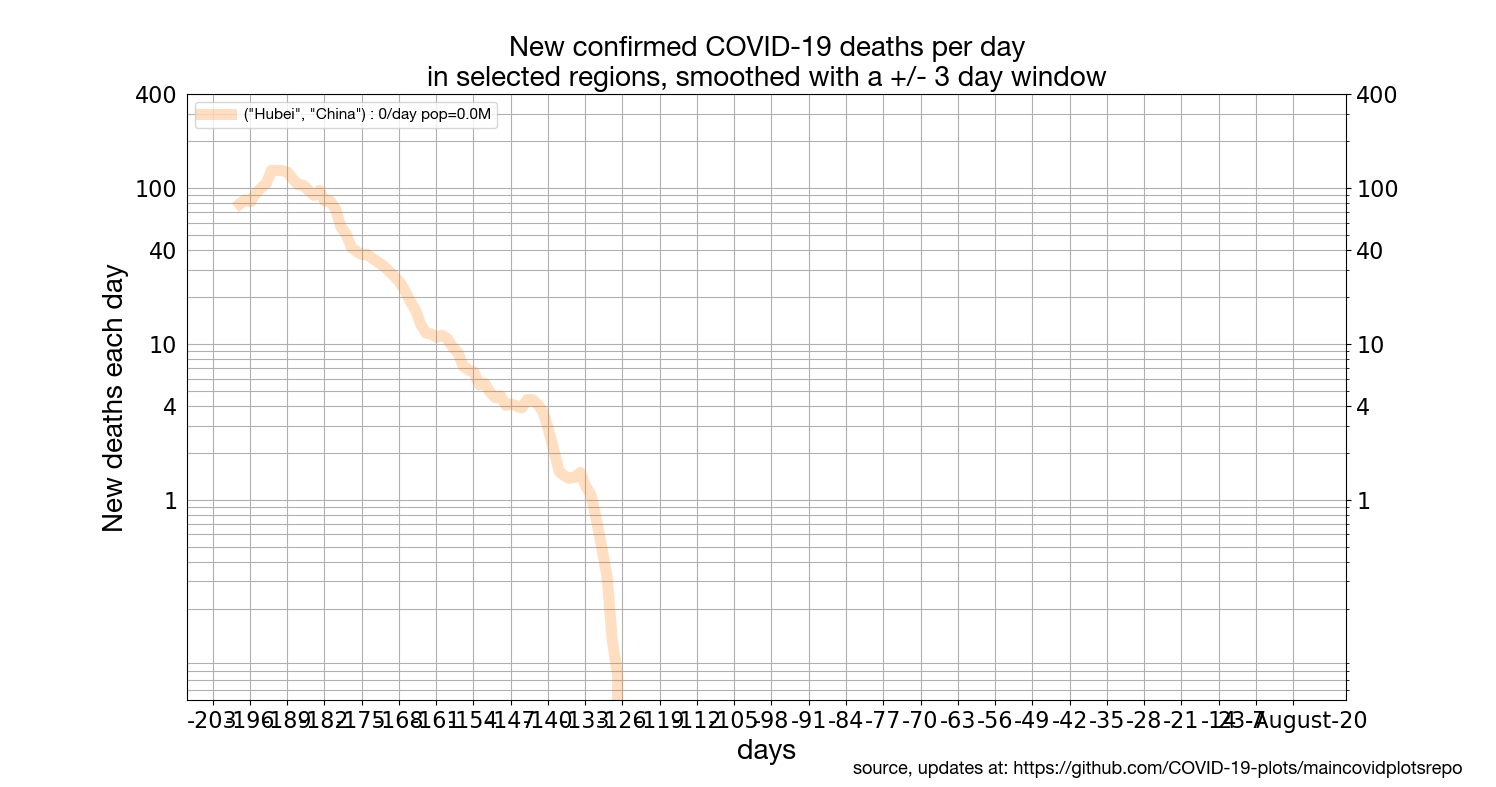 New confirmed COVID-19 deaths per day
in selected regions, smoothed with a +/- 3 day window
("Hubei", "China") : 0/day pop=0.0M
400
100
40
10
4
1
400
100
40
10
4
1
New deaths each day
-203 -196 -189 -182 -175 -168 -161 -154 -147 -140 -133 -126 -119 -112 -105 -98 -91 -84 -77 -70 -63 -56 -49 -42 -35 -28 -21 -14 -7 23-August-20
days
source, updates at: https://github.com/COVID-19-plots/maincovidplotsrepo